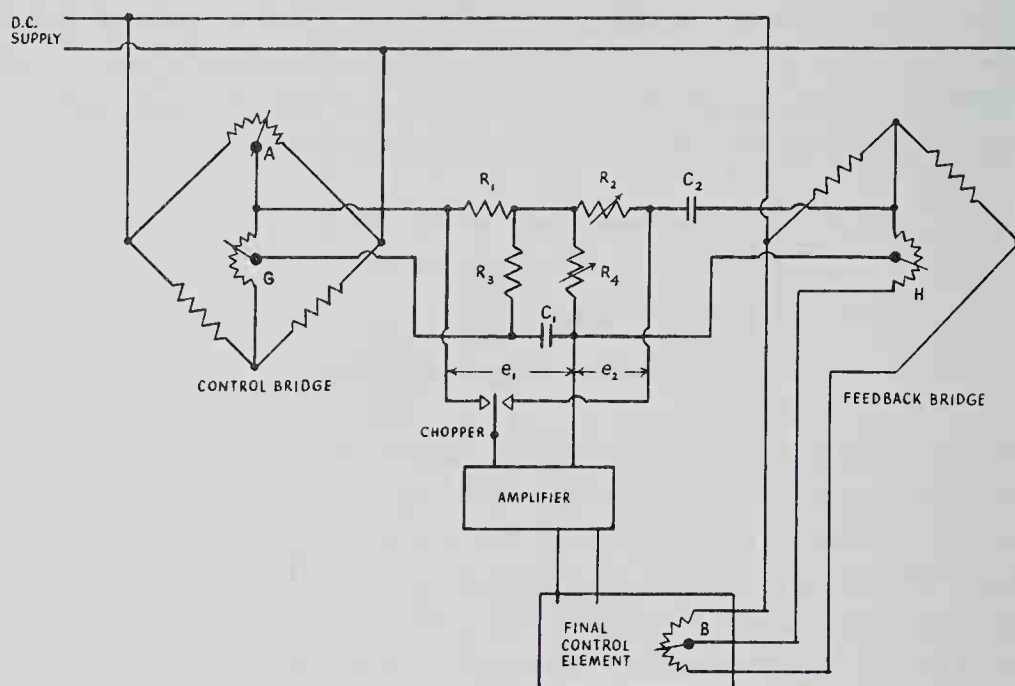 D.C.
SUPPLY
A
G
R₁
R₂
C₂
R₃
R₄
C₁
H
e₁
e₂
CONTROL BRIDGE
FEEDBACK BRIDGE
CHOPPER
AMPLIFIER
FINAL
CONTROL
ELEMENT
B